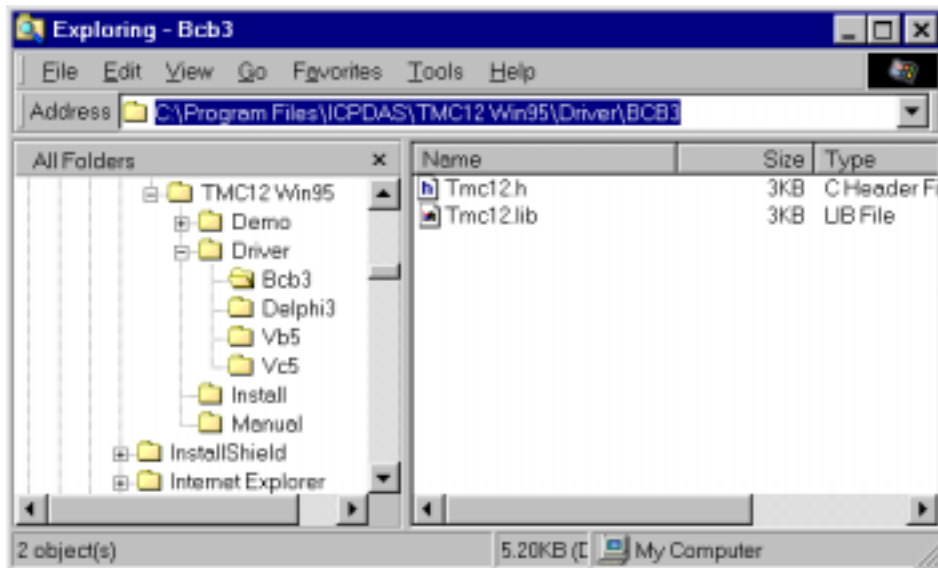 Exploring - Bcb3
File Edit View Go Favorites Tools Help
Address C:\Program Files\ICPDAS\TMC12 Win95\Driver\BCB3
All Folders
TMC12 Win95
Demo
Driver
Bcb3
Delphi3
Vb5
Vc5
Install
Manual
InstallShield
Internet Explorer
Name Size Type
Tmc12.h 3KB C Header Fi
Tmc12.lib 3KB LIB File
2 object(s) 5.20KB (D My Computer